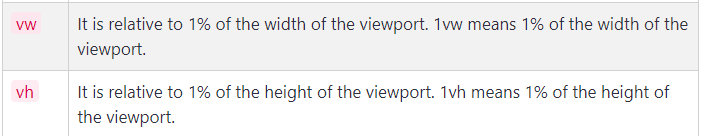 vw
It is relative to 1% of the width of the viewport. 1vw means 1% of the width of the
viewport.
vh
It is relative to 1% of the height of the viewport. 1vh means 1% of the height of
the viewport.